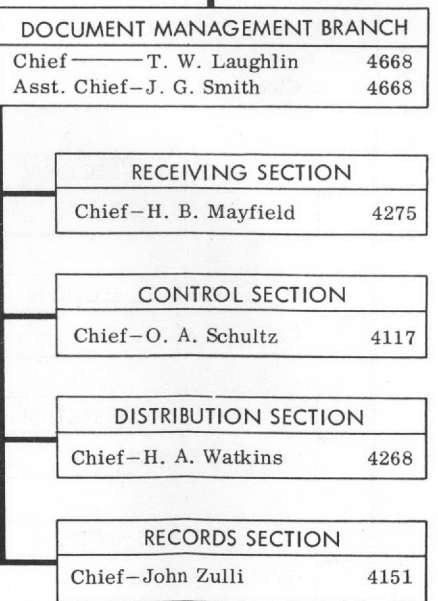 DOCUMENT MANAGEMENT BRANCH
Chief—T. W. Laughlin 4668
Asst. Chief–J. G. Smith 4668
RECEIVING SECTION
Chief–H. B. Mayfield 4275
CONTROL SECTION
Chief–O. A. Schultz 4117
DISTRIBUTION SECTION
Chief–H. A. Watkins 4268
RECORDS SECTION
Chief–John Zulli 4151